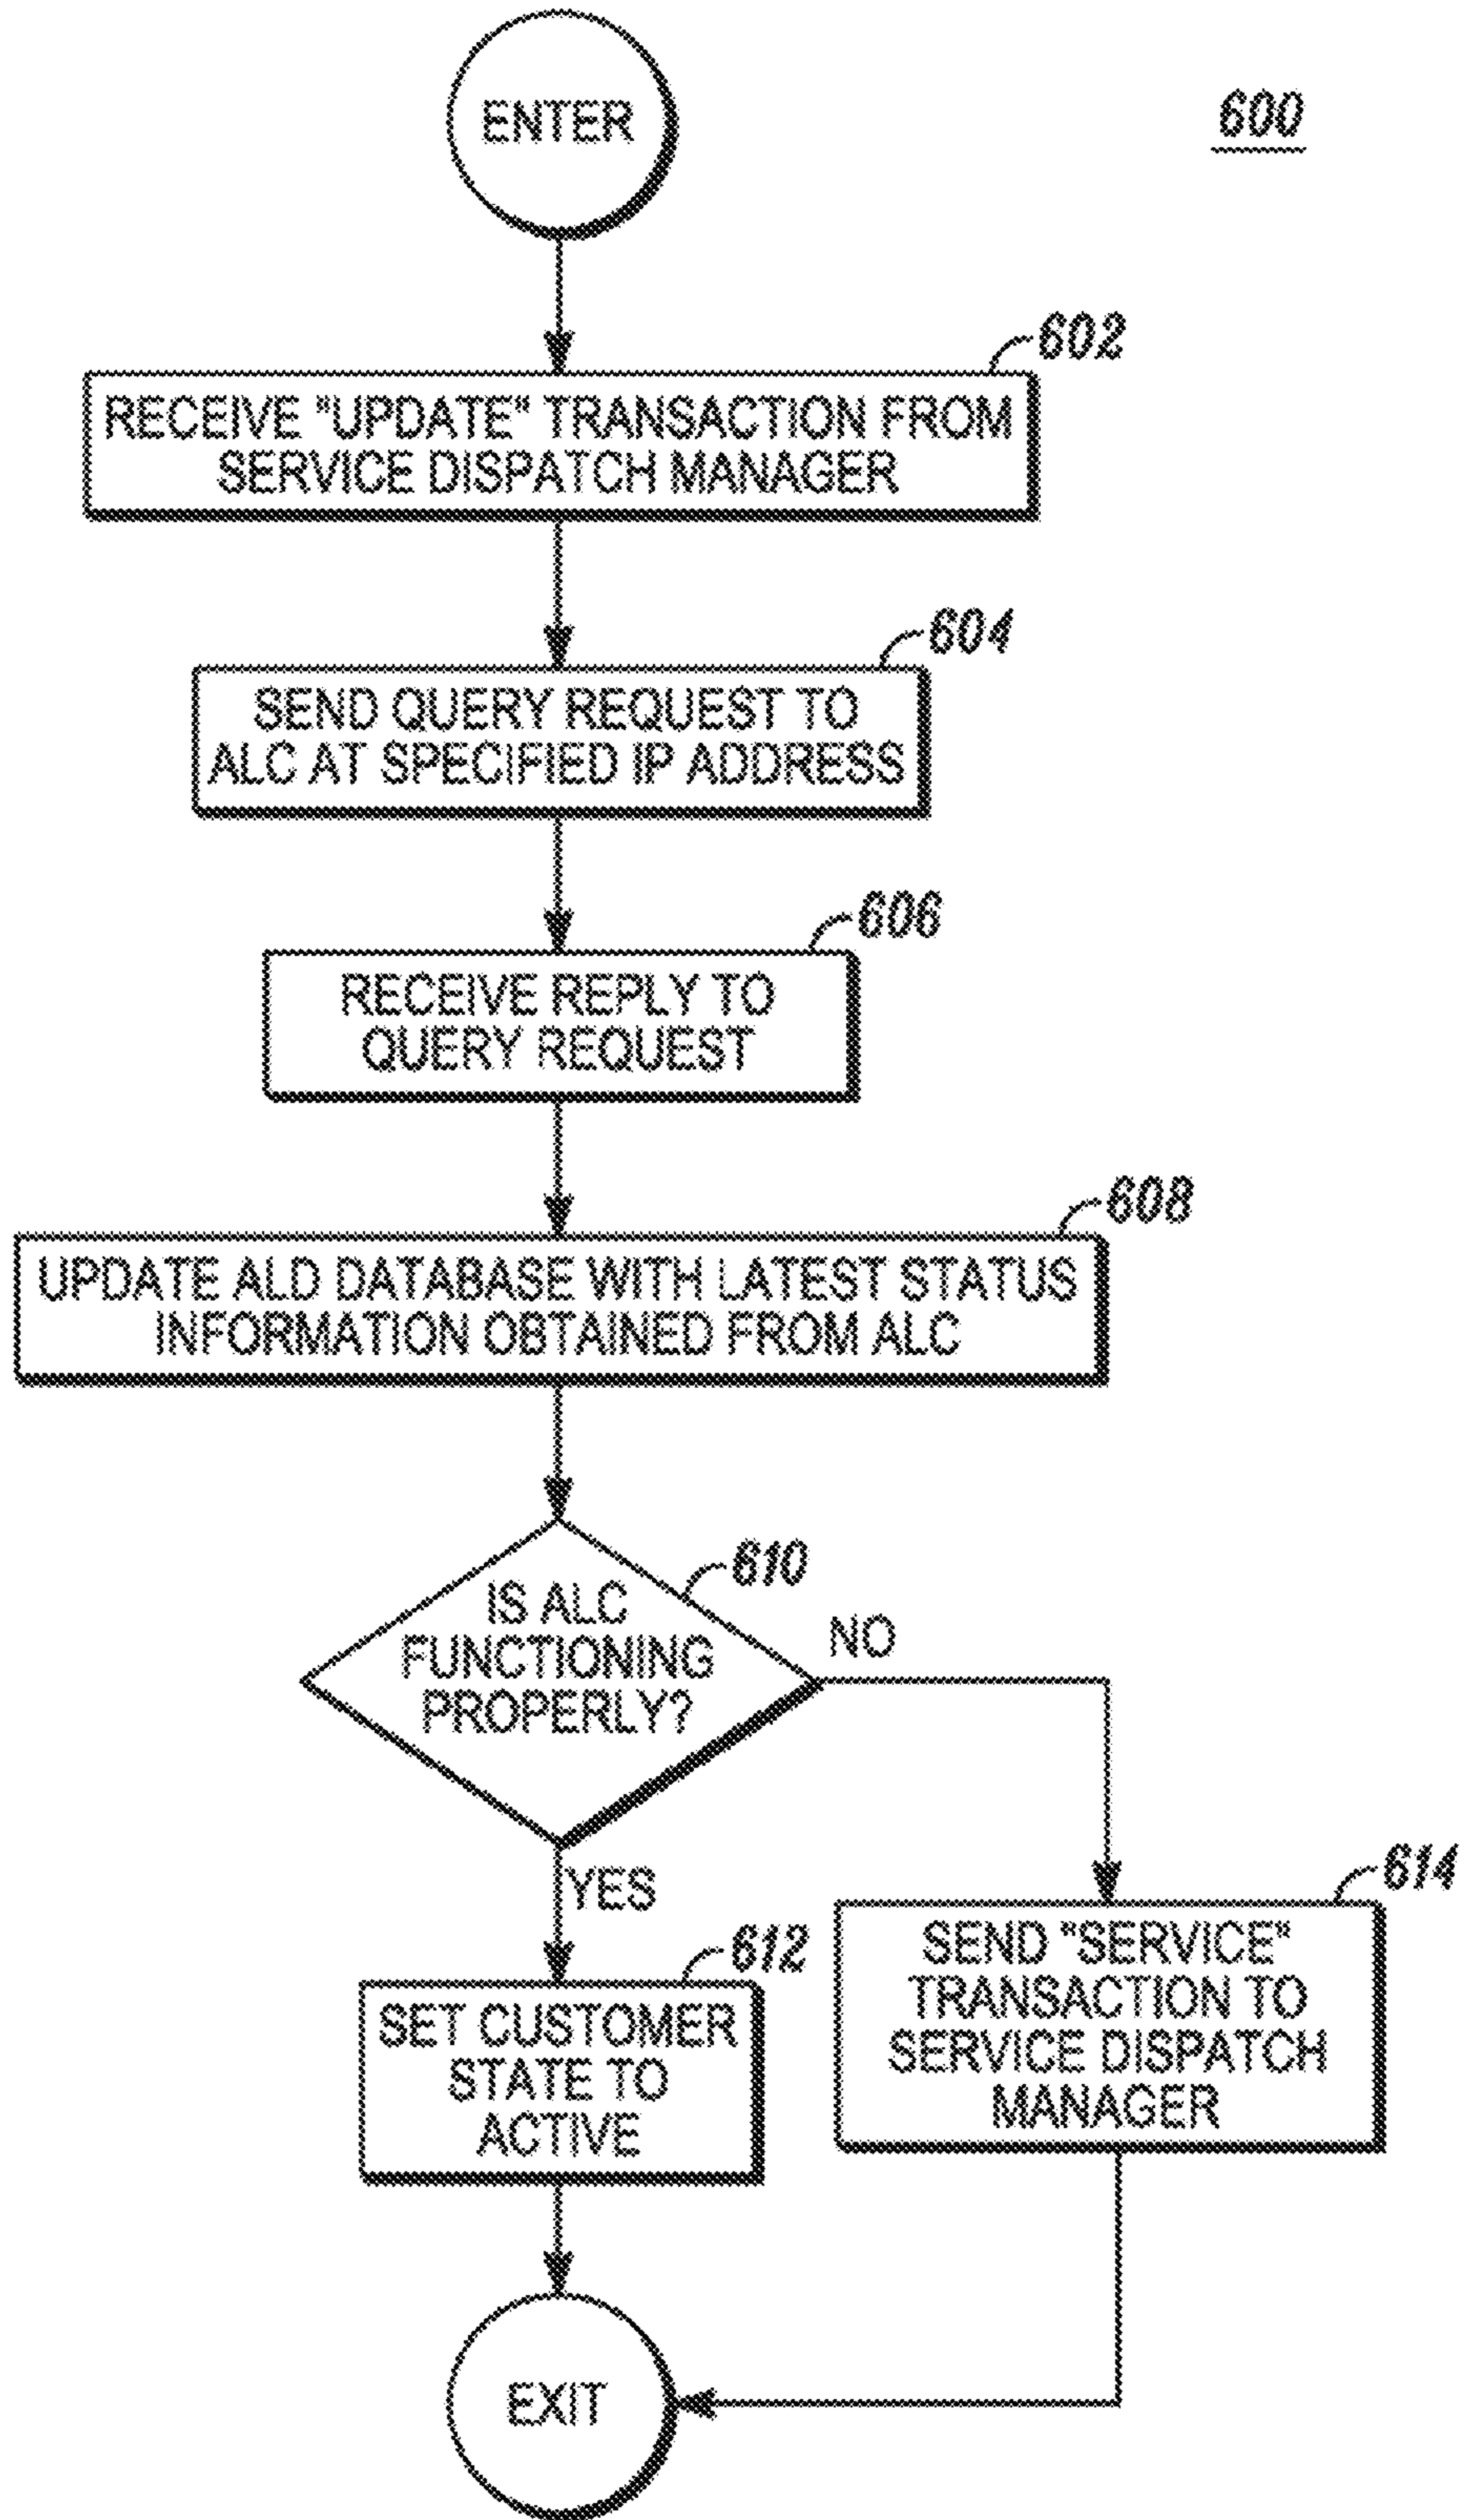 ENTER
600
602
RECEIVE "UPDATE" TRANSACTION FROM
SERVICE DISPATCH MANAGER
604
SEND QUERY REQUEST TO
ALC AT SPECIFIED IP ADDRESS
606
RECEIVE REPLY TO
QUERY REQUEST
608
UPDATE ALD DATABASE WITH LATEST STATUS
INFORMATION OBTAINED FROM ALC
610
IS ALC
FUNCTIONING
PROPERLY?
NO
YES
612
SET CUSTOMER
STATE TO
ACTIVE
614
SEND "SERVICE"
TRANSACTION TO
SERVICE DISPATCH
MANAGER
EXIT